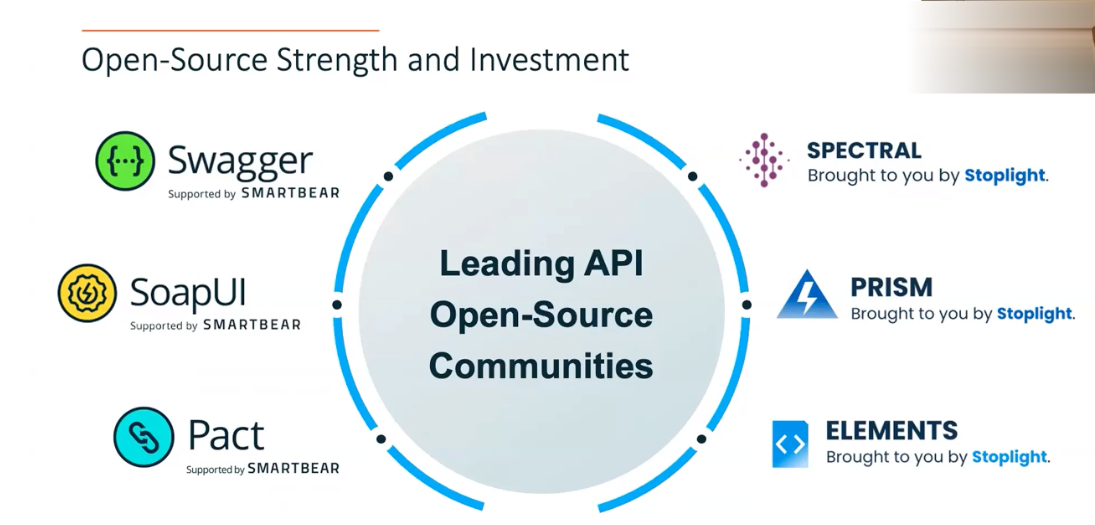 Open-Source Strength and Investment
Swagger
Supported by SMARTBEAR
SoapUI
Supported by SMARTBEAR
Pact
Supported by SMARTBEAR
Leading API
Open-Source
Communities
SPECTRAL
Brought to you by Stoplight.
PRISM
Brought to you by Stoplight.
ELEMENTS
Brought to you by Stoplight.